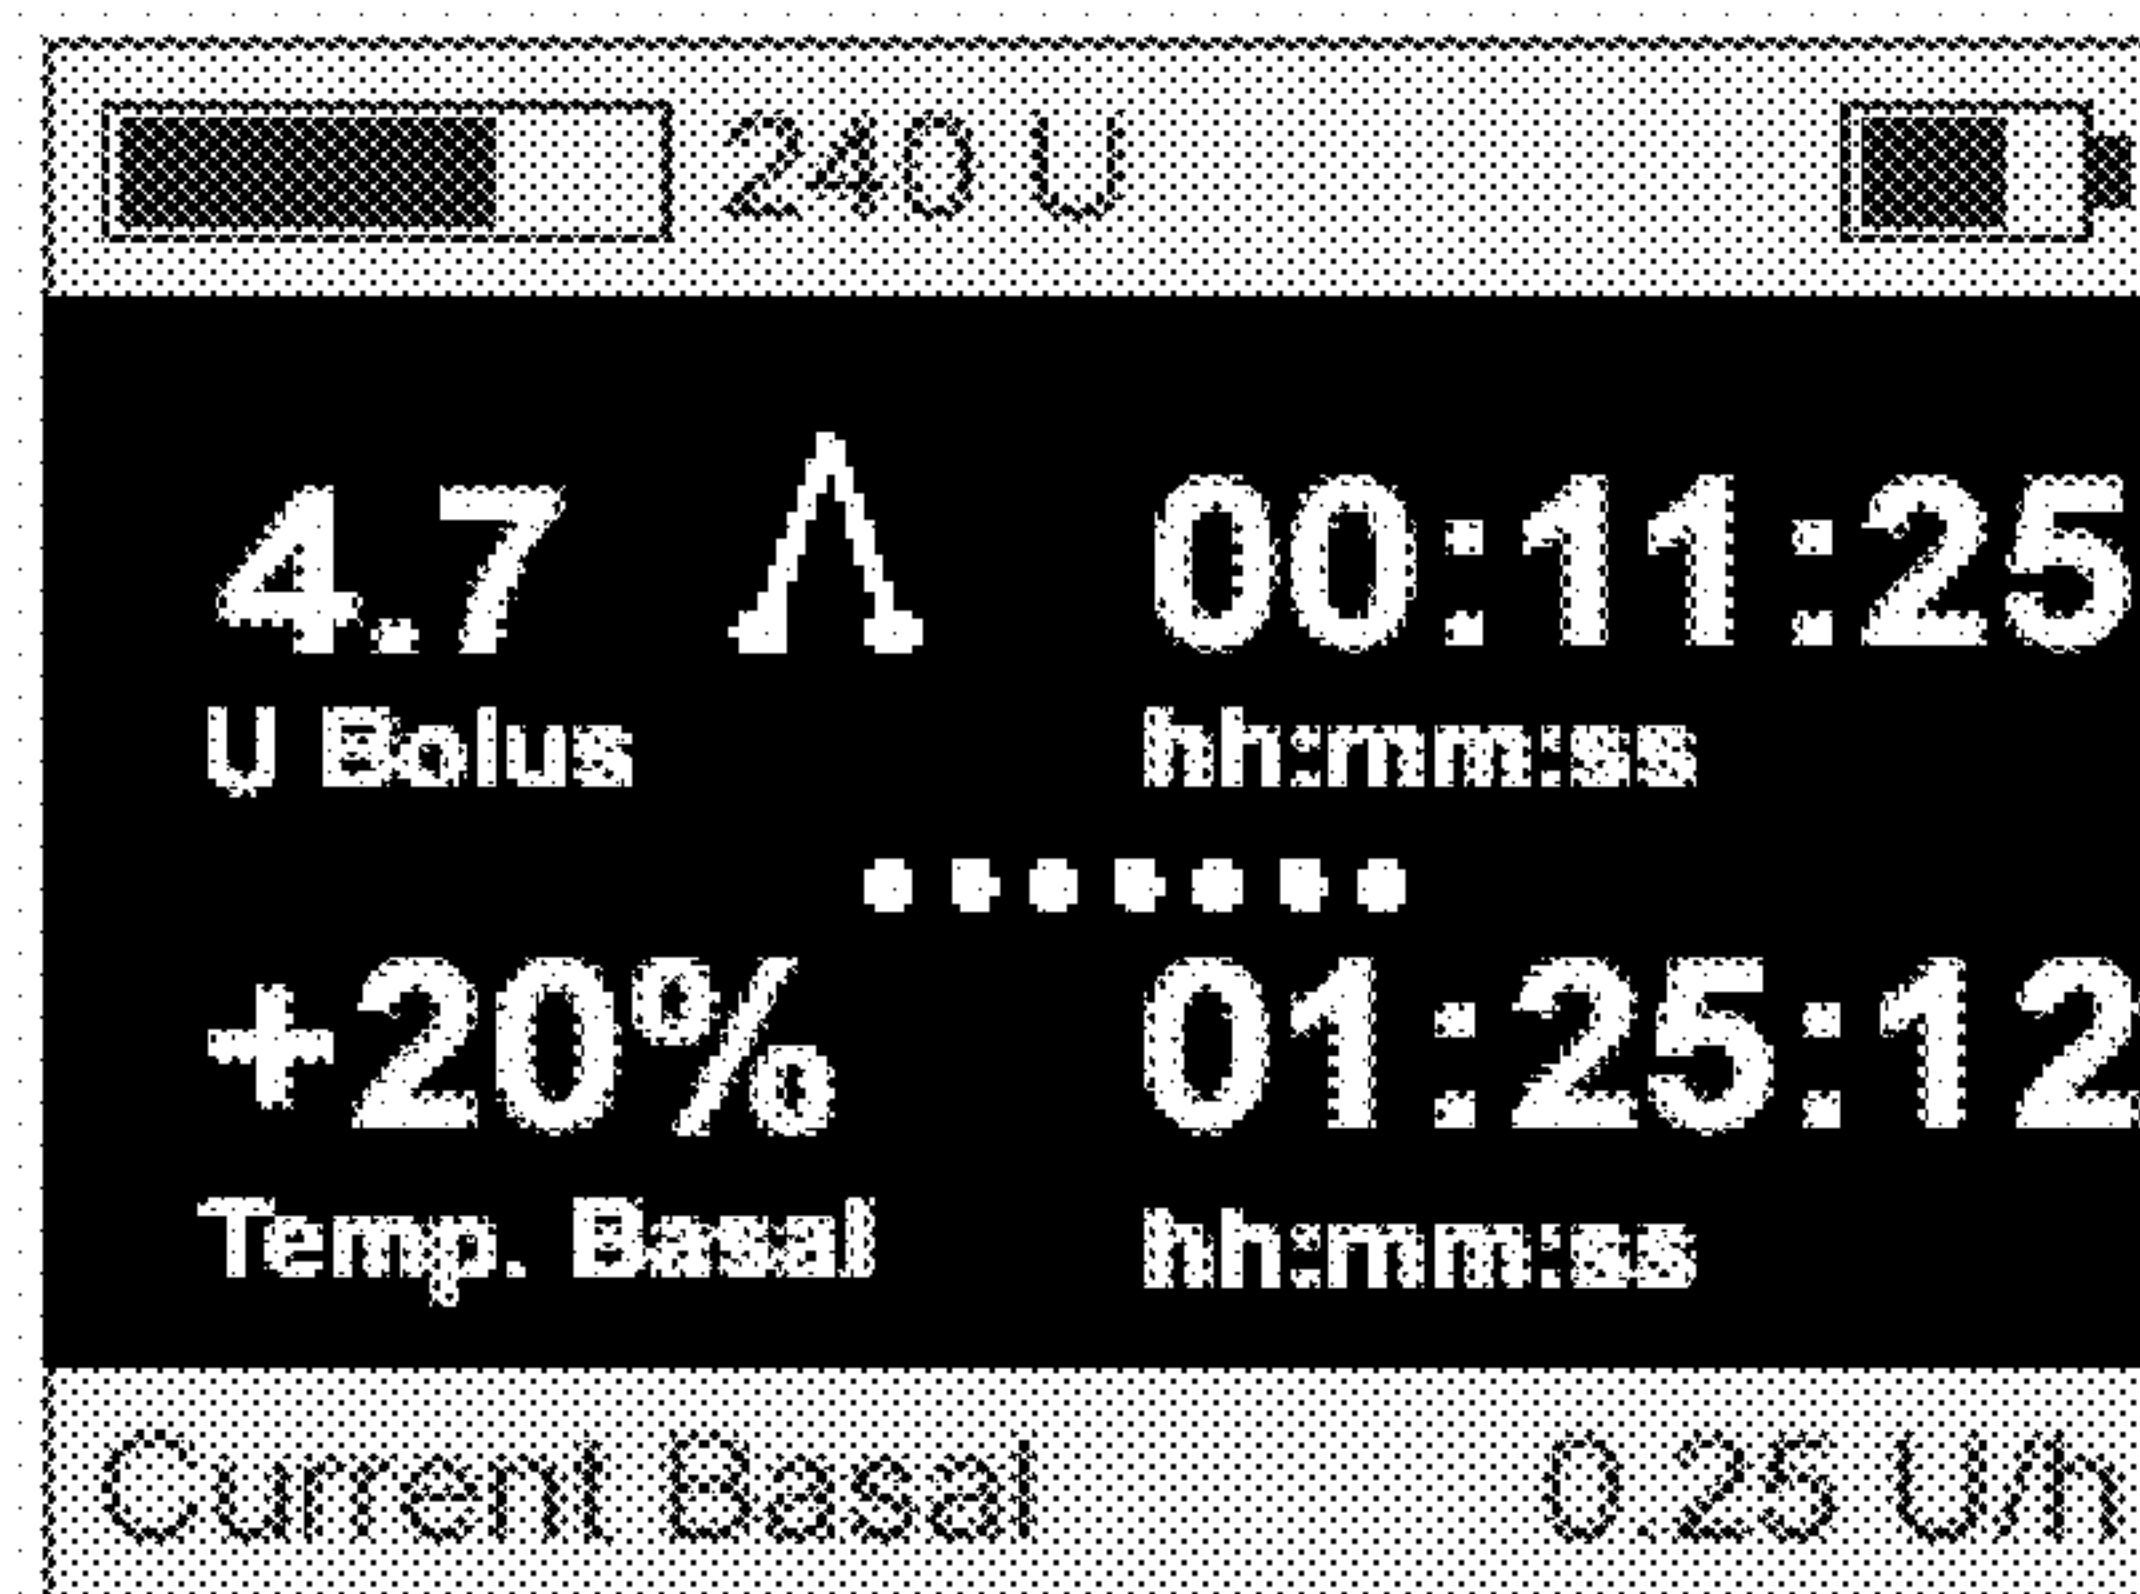 240 U
4.7 00:11:25
U Bolus hh:mm:ss
+20% 01:25:12
Temp. Basal hh:mm:ss
Current Basal 0.25 U/h